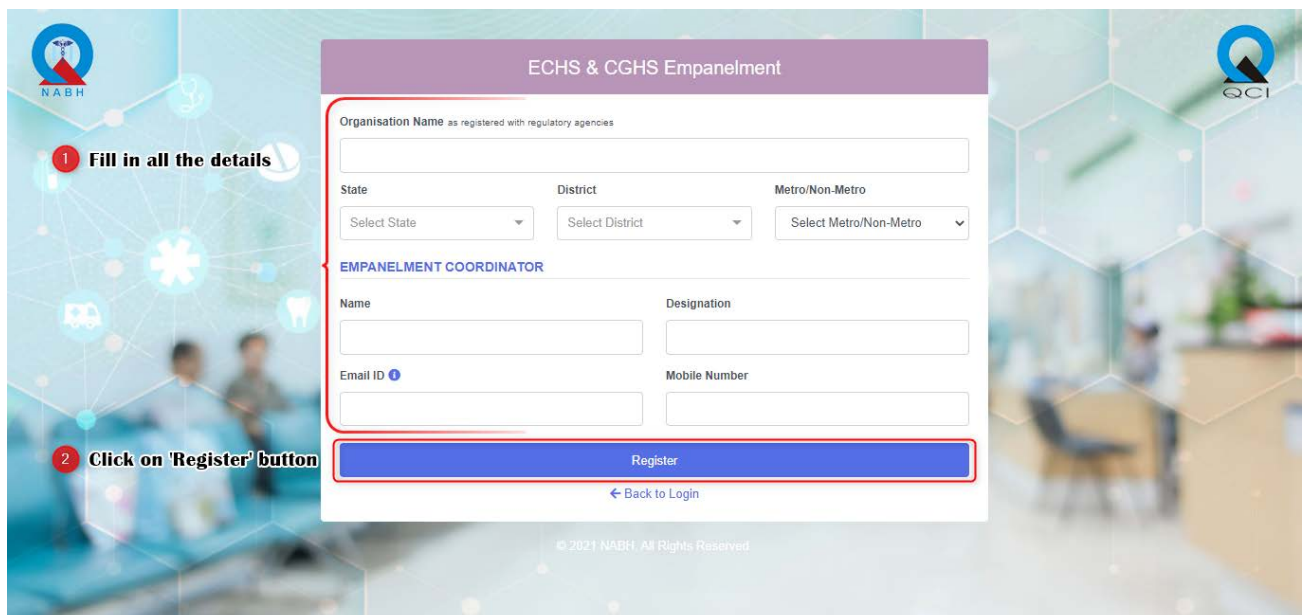 NABH
QCI
ECHS & CGHS Empanelment
1 Fill in all the details
Organisation Name as registered with regulatory agencies
State District Metro/Non-Metro
Select State Select District Select Metro/Non-Metro
EMPANELMENT COORDINATOR
Name Designation
Email ID Mobile Number
2 Click on 'Register' button
Register
Back to Login
© 2021 NABH, All Rights Reserved